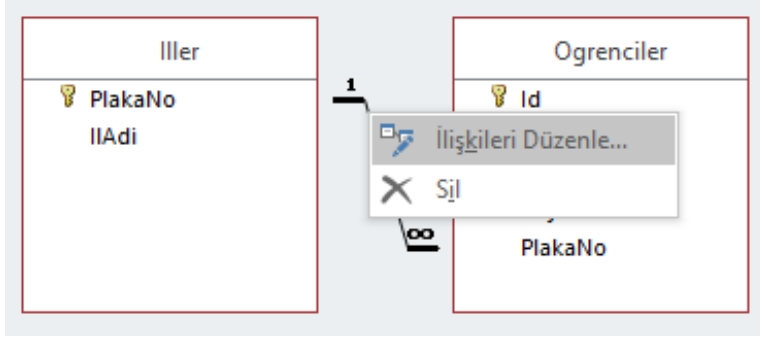 Iller
PlakaNo
IlAdi
1
∞
Ogrenciler
Id
PlakaNo
İlişkileri Düzenle...
Sil